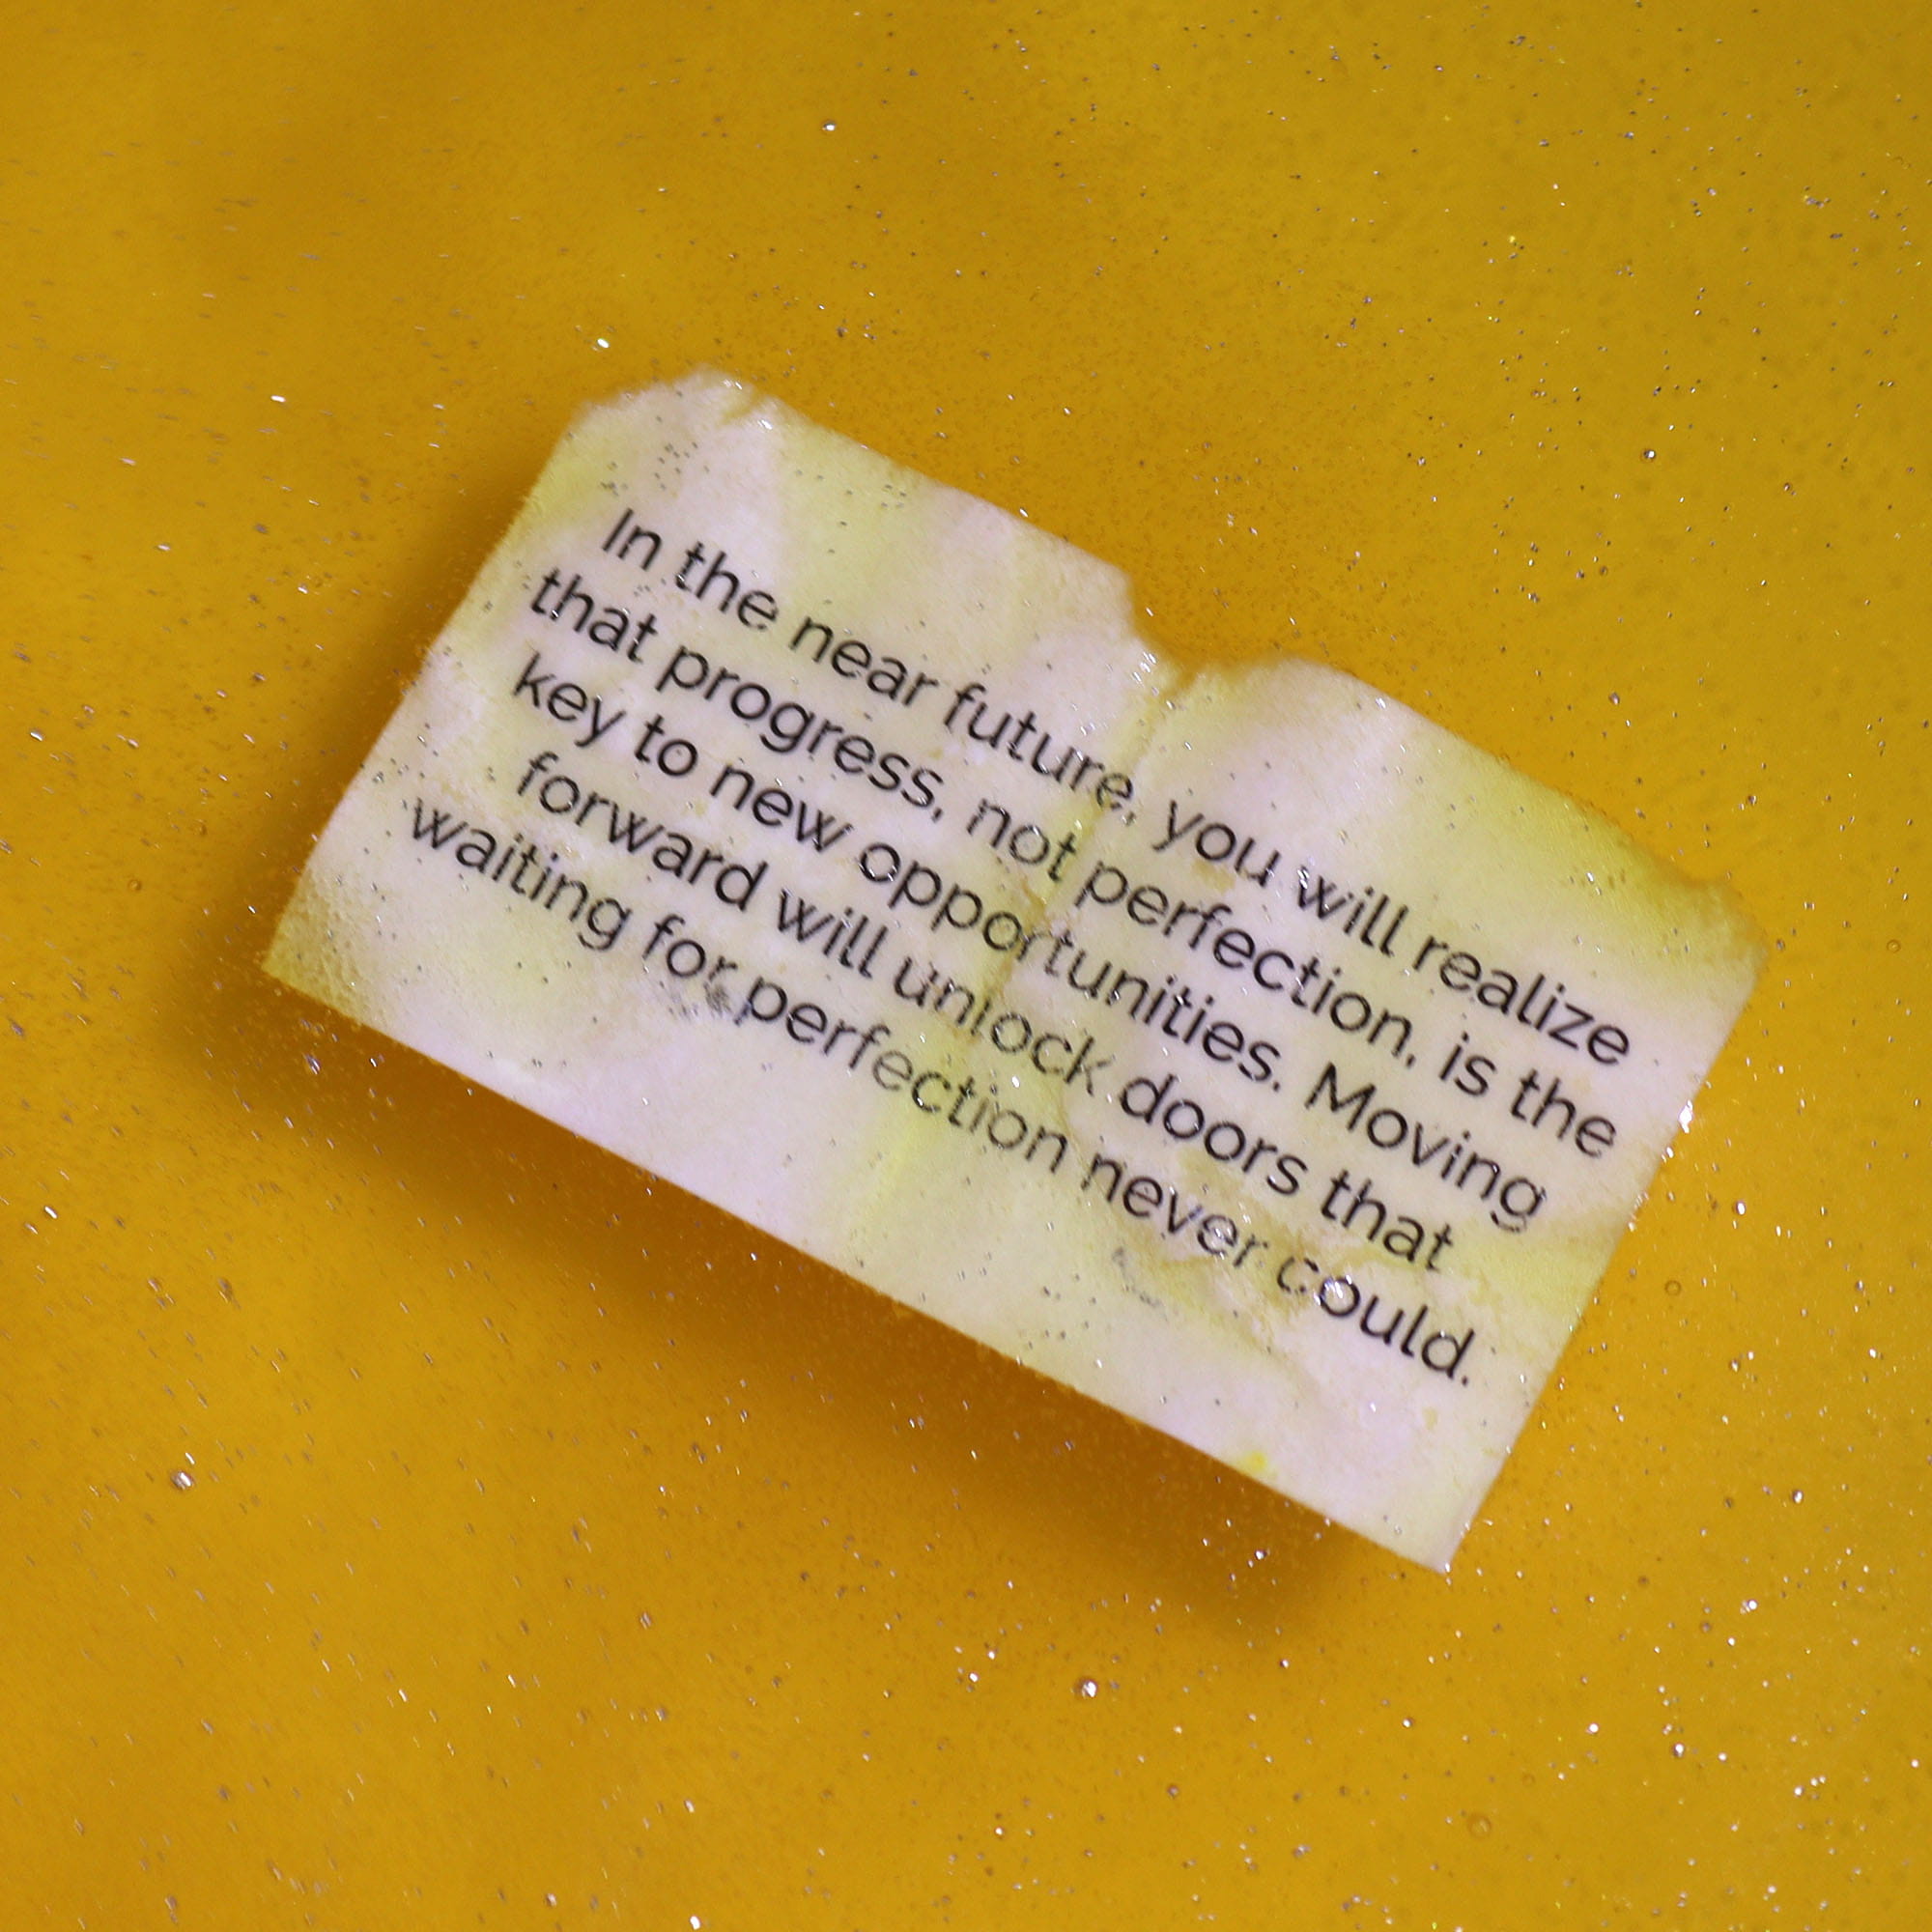 In the near future, you will realize
that progress, not perfection, is the
key to new opportunities. Moving
forward will unlock doors that
waiting for perfection never could.